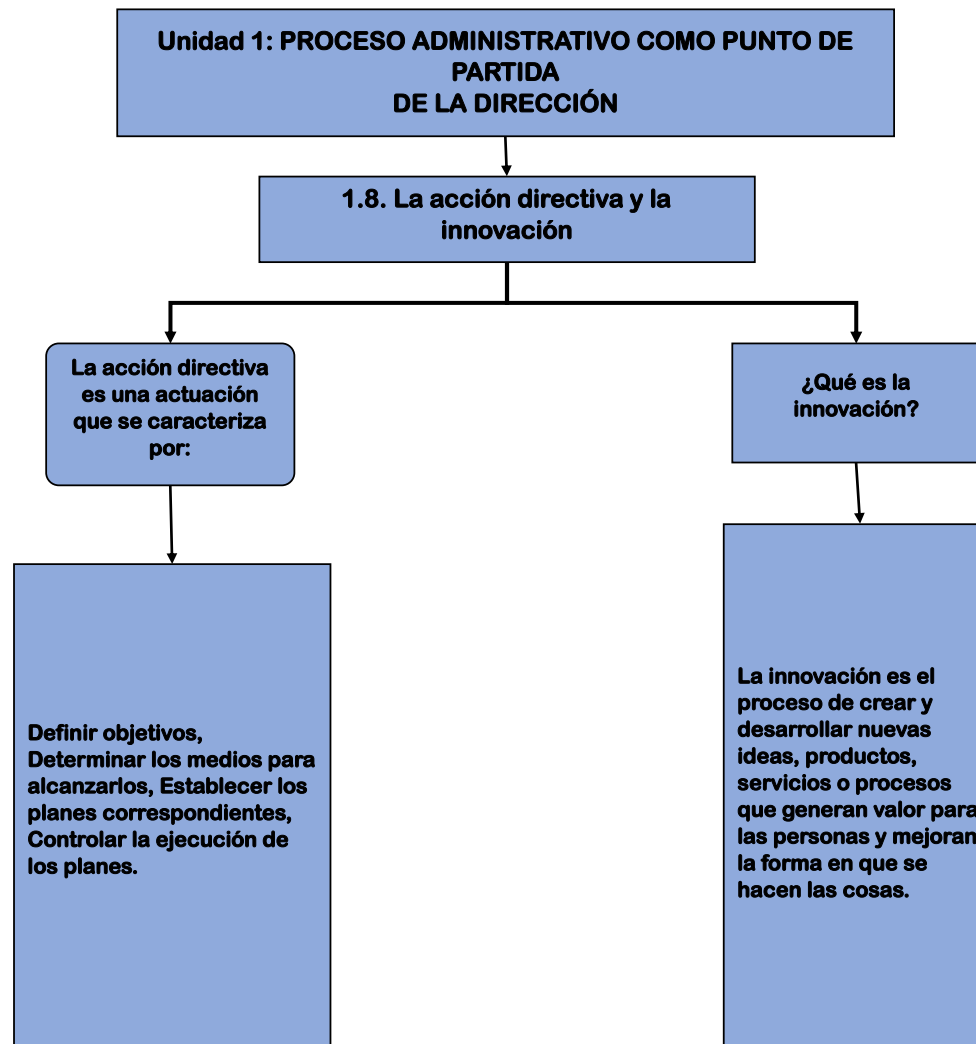 Unidad 1: PROCESO ADMINISTRATIVO COMO PUNTO DE
PARTIDA
DE LA DIRECCIÓN
1.8. La acción directiva y la
innovación
La acción directiva
es una actuación
que se caracteriza
por:
¿Qué es la
innovación?
Definir objetivos,
Determinar los medios para
alcanzarlos, Establecer los
planes correspondientes,
Controlar la ejecución de
los planes.
La innovación es el
proceso de crear y
desarrollar nuevas
ideas, productos,
servicios o procesos
que generan valor para
las personas y mejoran
la forma en que se
hacen las cosas.